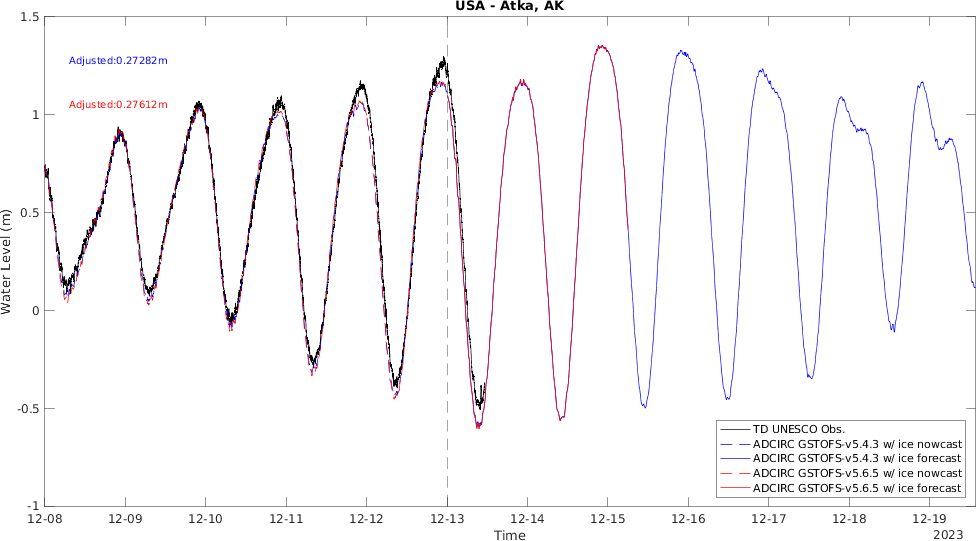 USA - Atka, AK
1.5
Adjusted:0.27282m
Adjusted:0.27612m
1
0.5
0
-0.5
-1
Water Level (m)
TD UNESCO Obs.
ADCIRC GSTOFS-v5.4.3 w/ ice nowcast
ADCIRC GSTOFS-v5.4.3 w/ ice forecast
ADCIRC GSTOFS-v5.6.5 w/ ice nowcast
ADCIRC GSTOFS-v5.6.5 w/ ice forecast
12-08 12-09 12-10 12-11 12-12 12-13 12-14 12-15 12-16 12-17 12-18 12-19
Time
2023